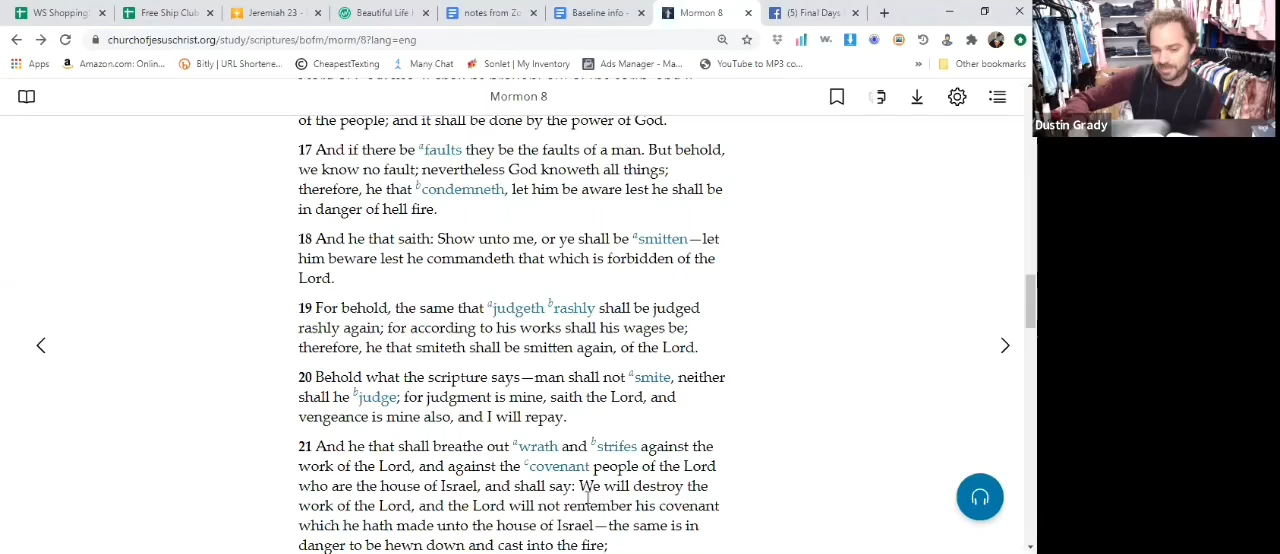 WS Shopping
Free Ship Club
Jeremiah 23 -
Beautiful Life
notes from Zo
Baseline info -
Mormon 8
(5) Final Days
churchofjesuschrist.org/study/scriptures/bofm/morm/8?lang=eng
Apps
Amazon.com: Onlin...
Bitly | URL Shortene...
CheapestTexting
Many Chat
Sonlet | My Inventory
Ads Manager - Ma...
YouTube to MP3 co...
»
Other bookmarks
Mormon 8
Dustin Grady
of the people; and it shall be done by the power of God.
17 And if there be afaults they be the faults of a man. But behold,
we know no fault; nevertheless God knoweth all things;
therefore, he that bcondemneth, let him be aware lest he shall be
in danger of hell fire.
18 And he that saith: Show unto me, or ye shall be asmitten—let
him beware lest he commandeth that which is forbidden of the
Lord.
19 For behold, the same that ajudgeth brashly shall be judged
rashly again; for according to his works shall his wages be;
therefore, he that smiteth shall be smitten again, of the Lord.
20 Behold what the scripture says—man shall not asmite, neither
shall he bjudge; for judgment is mine, saith the Lord, and
vengeance is mine also, and I will repay.
21 And he that shall breathe out awrath and bstrifes against the
work of the Lord, and against the ccovenant people of the Lord
who are the house of Israel, and shall say: We will destroy the
work of the Lord, and the Lord will not remember his covenant
which he hath made unto the house of Israel—the same is in
danger to be hewn down and cast into the fire;